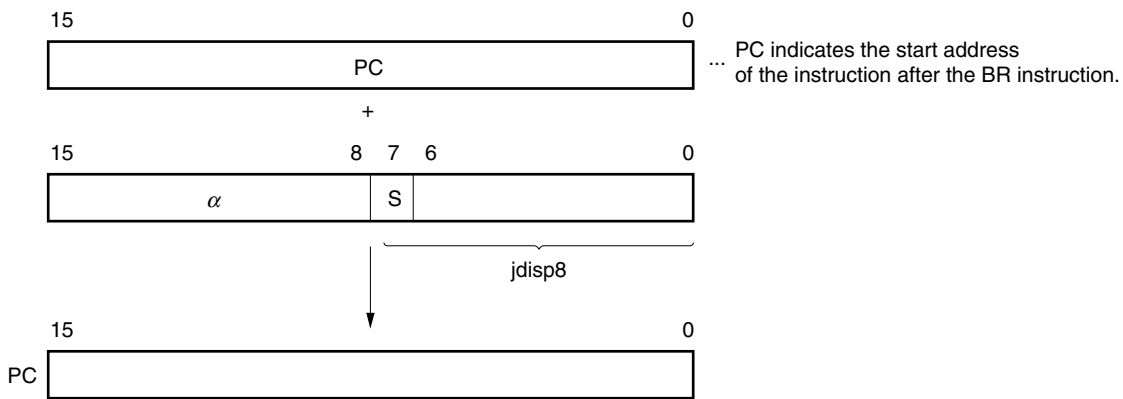 15 0
PC
... PC indicates the start address
of the instruction after the BR instruction.
+
15 8 7 6 0
α S
jdisp8
15 0
PC